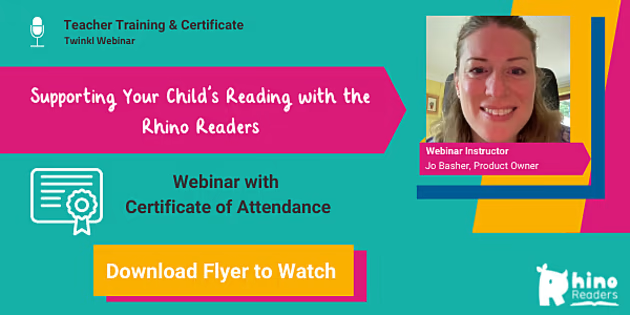 Teacher Training & Certificate
Twinkl Webinar
Supporting Your Child's Reading with the
Rhino Readers
Webinar Instructor
Jo Basher, Product Owner
Webinar with
Certificate of Attendance
Download Flyer to Watch
Rhino
Readers